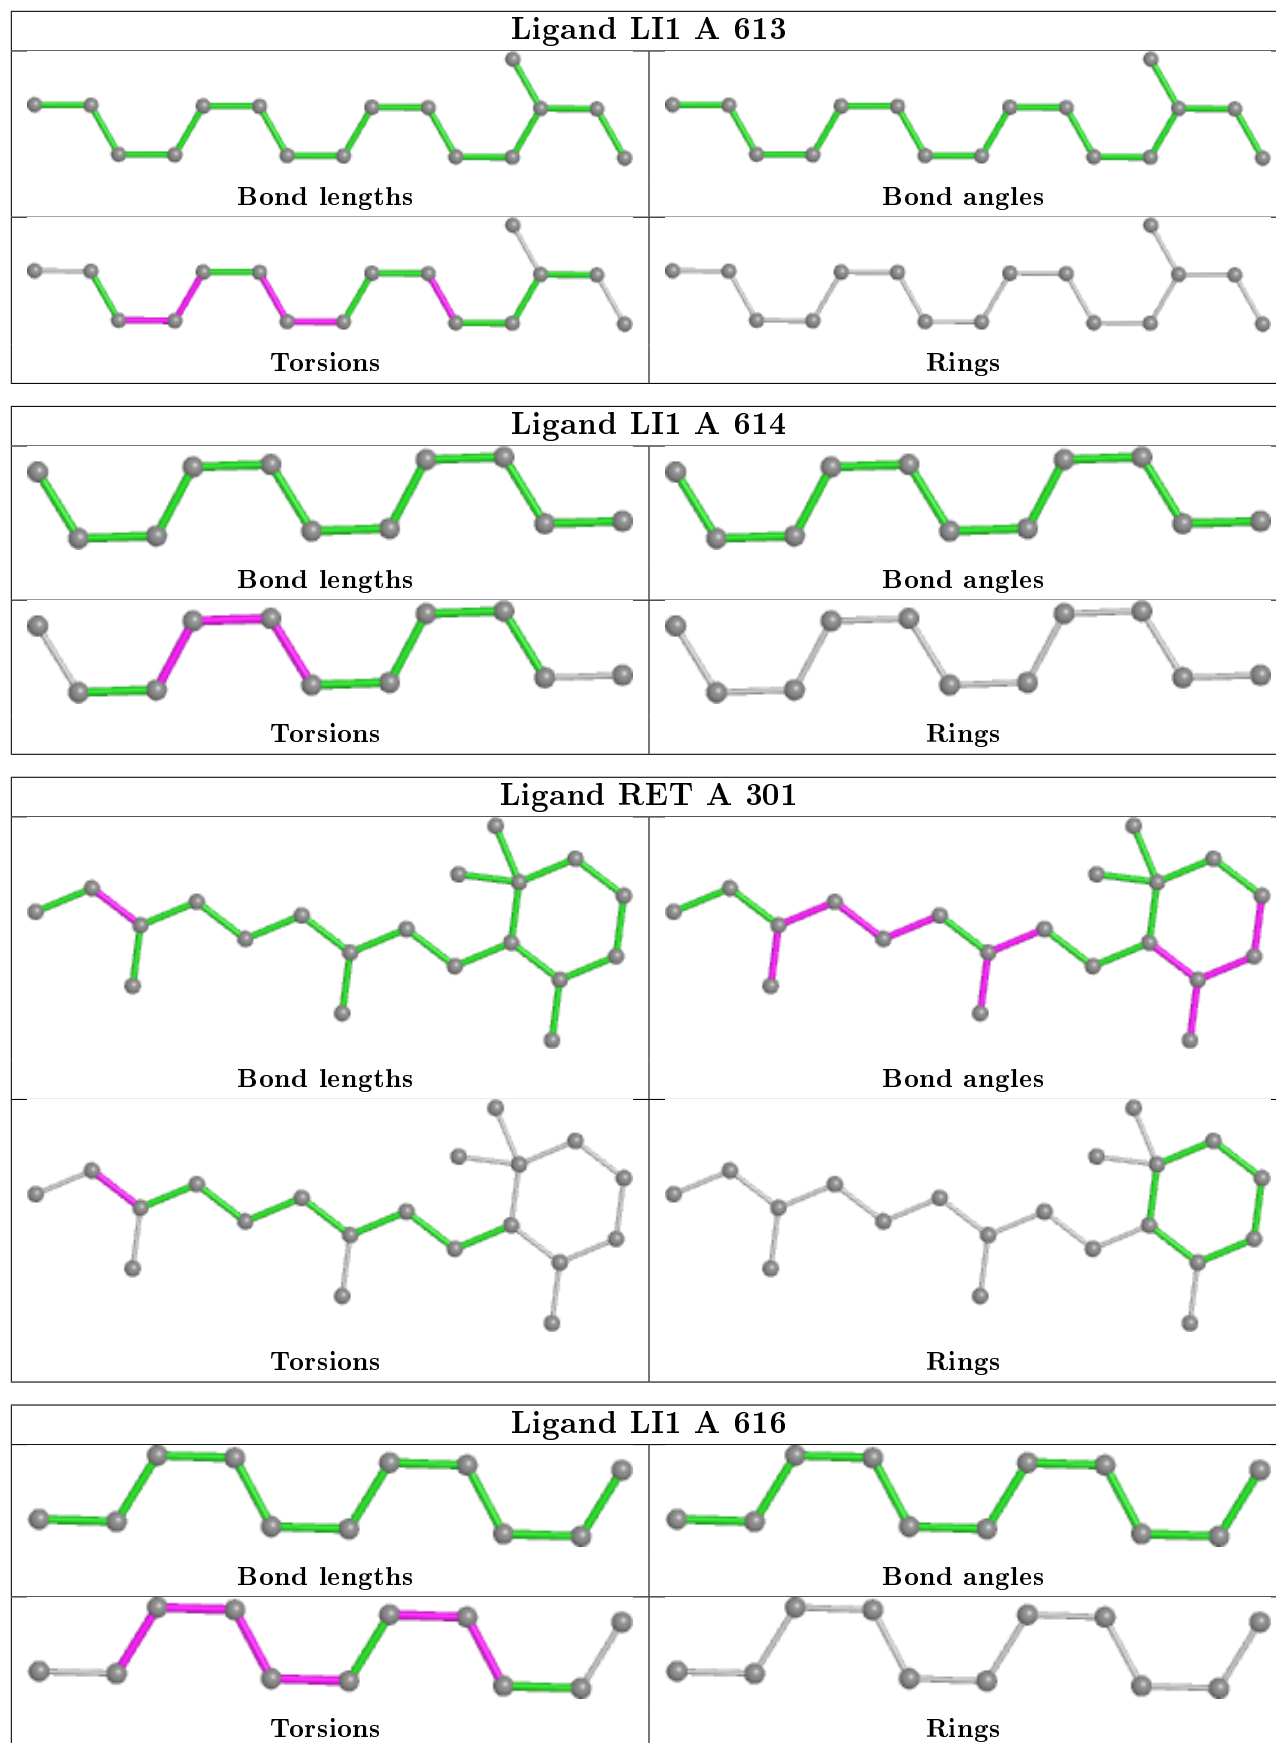 Ligand LI1 A 613
Bond lengths
Bond angles
Torsions
Rings
Ligand LI1 A 614
Bond lengths
Bond angles
Torsions
Rings
Ligand RET A 301
Bond lengths
Bond angles
Torsions
Rings
Ligand LI1 A 616
Bond lengths
Bond angles
Torsions
Rings